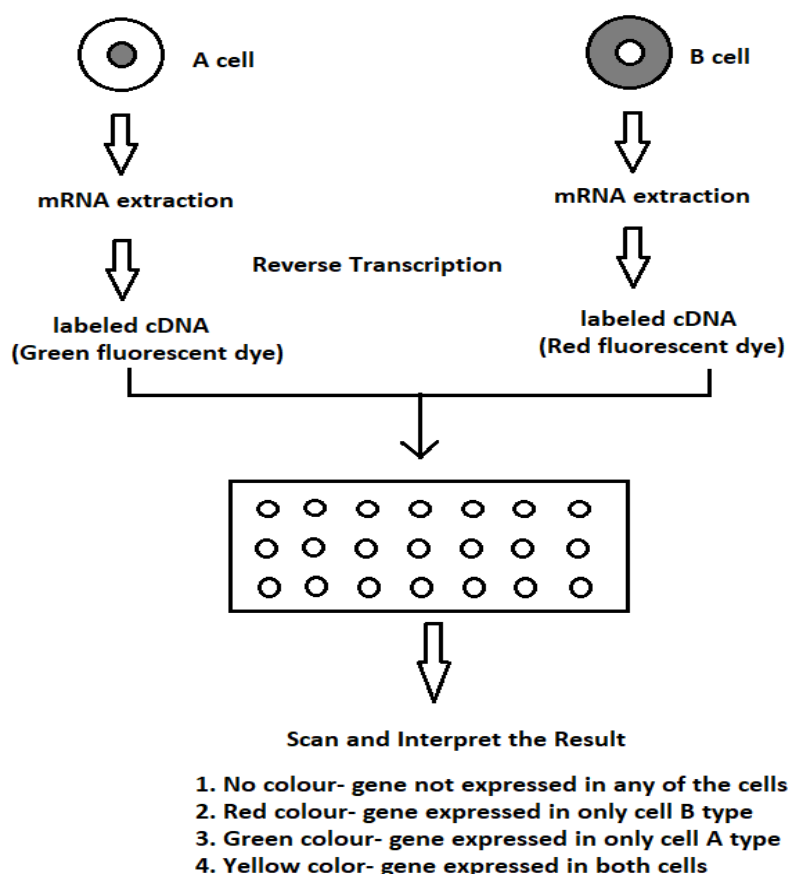 A cell
B cell
mRNA extraction
mRNA extraction
Reverse Transcription
labeled cDNA
(Green fluorescent dye)
labeled cDNA
(Red fluorescent dye)
Scan and Interpret the Result
1. No colour- gene not expressed in any of the cells
2. Red colour- gene expressed in only cell B type
3. Green colour- gene expressed in only cell A type
4. Yellow color- gene expressed in both cells